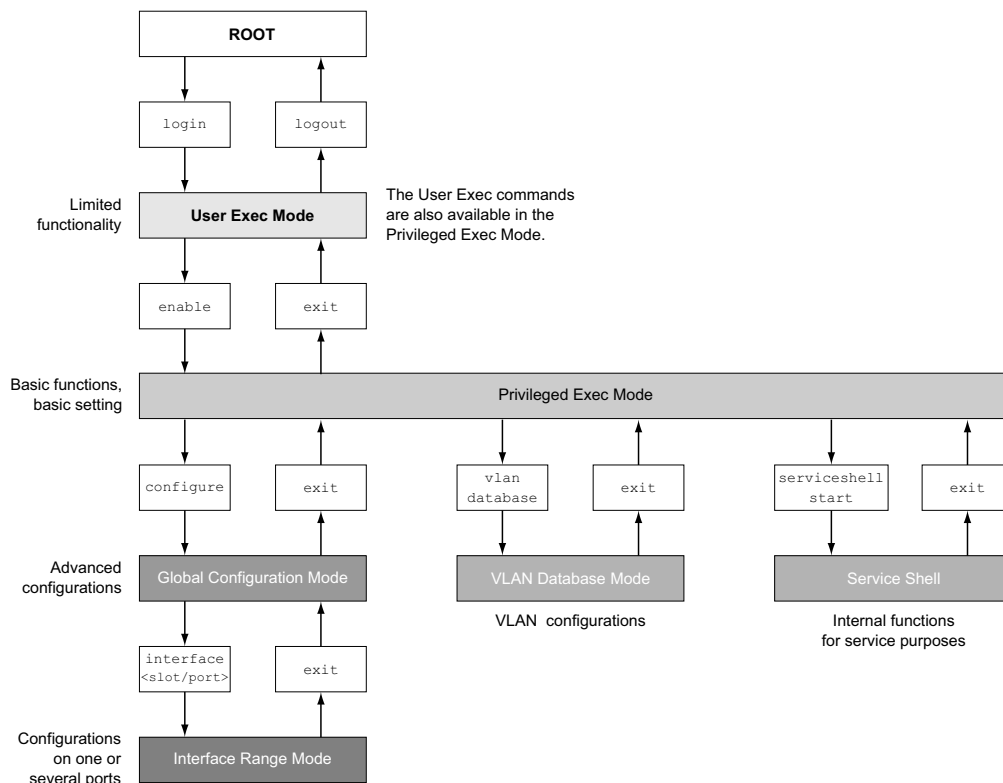 ROOT
login
logout
Limited
functionality
User Exec Mode
The User Exec commands
are also available in the
Privileged Exec Mode.
enable
exit
Basic functions,
basic setting
Privileged Exec Mode
configure
exit
vlan
database
exit
serviceshell
start
exit
Advanced
configurations
Global Configuration Mode
VLAN Database Mode
Service Shell
VLAN configurations
Internal functions
for service purposes
interface
<slot/port>
exit
Configurations
on one or
several ports
Interface Range Mode